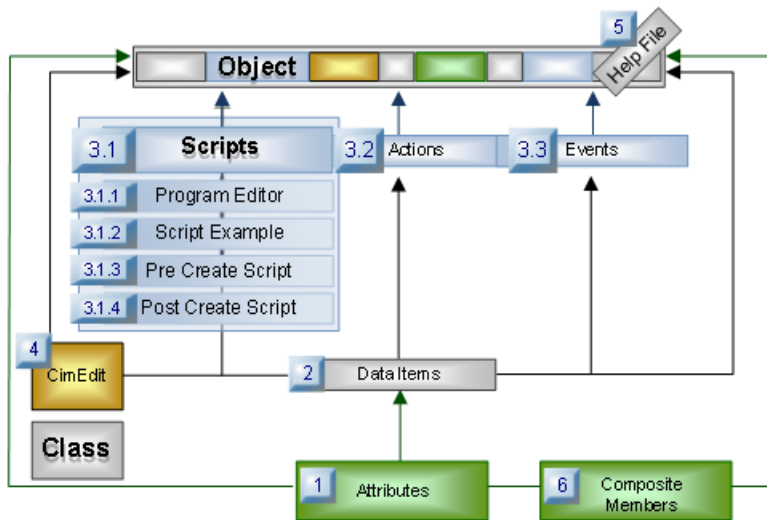 5
Help File
Object
3.1 Scripts
3.2 Actions
3.3 Events
3.1.1 Program Editor
3.1.2 Script Example
3.1.3 Pre Create Script
3.1.4 Post Create Script
4
CimEdit
2 Data Items
Class
1 Attributes
6 Composite
Members